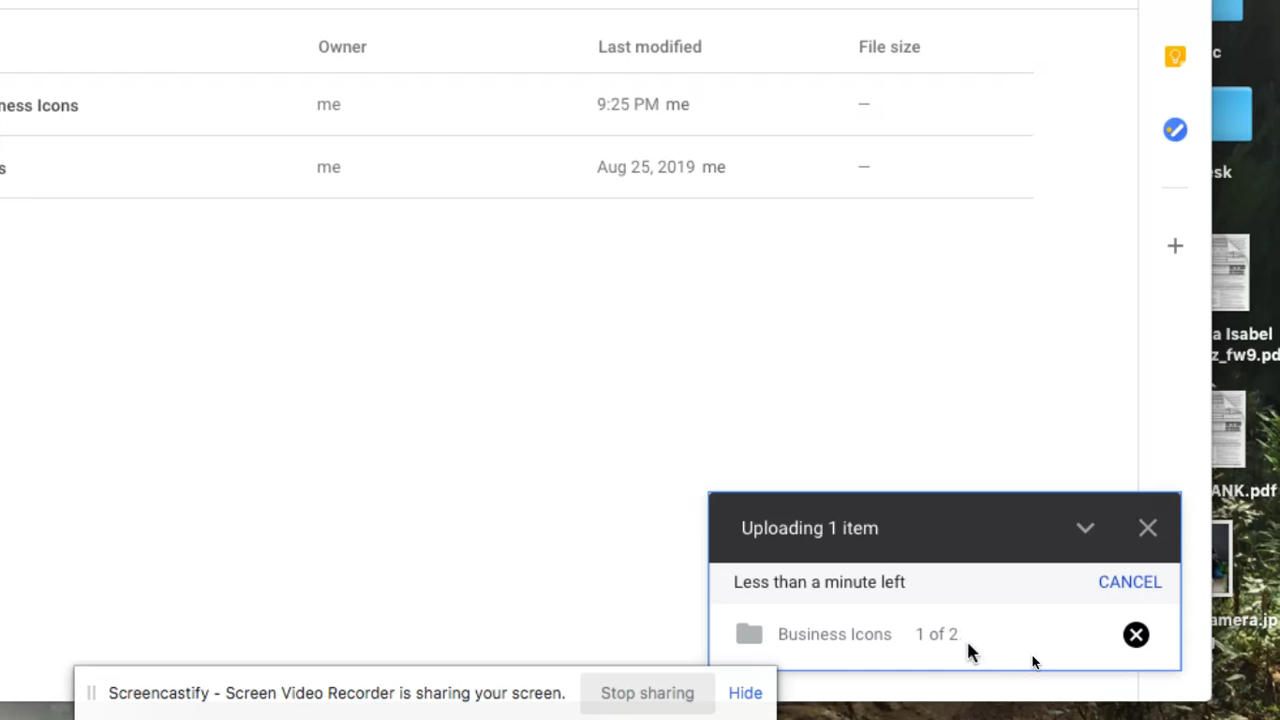 Owner Last modified File size
ness Icons me 9:25 PM me –
s me Aug 25, 2019 me –
c
sk
a Isabel
z_fw9.pd
ANK.pdf
amera.jp
Uploading 1 item
Less than a minute left CANCEL
Business Icons 1 of 2
Screencastify - Screen Video Recorder is sharing your screen. Stop sharing Hide